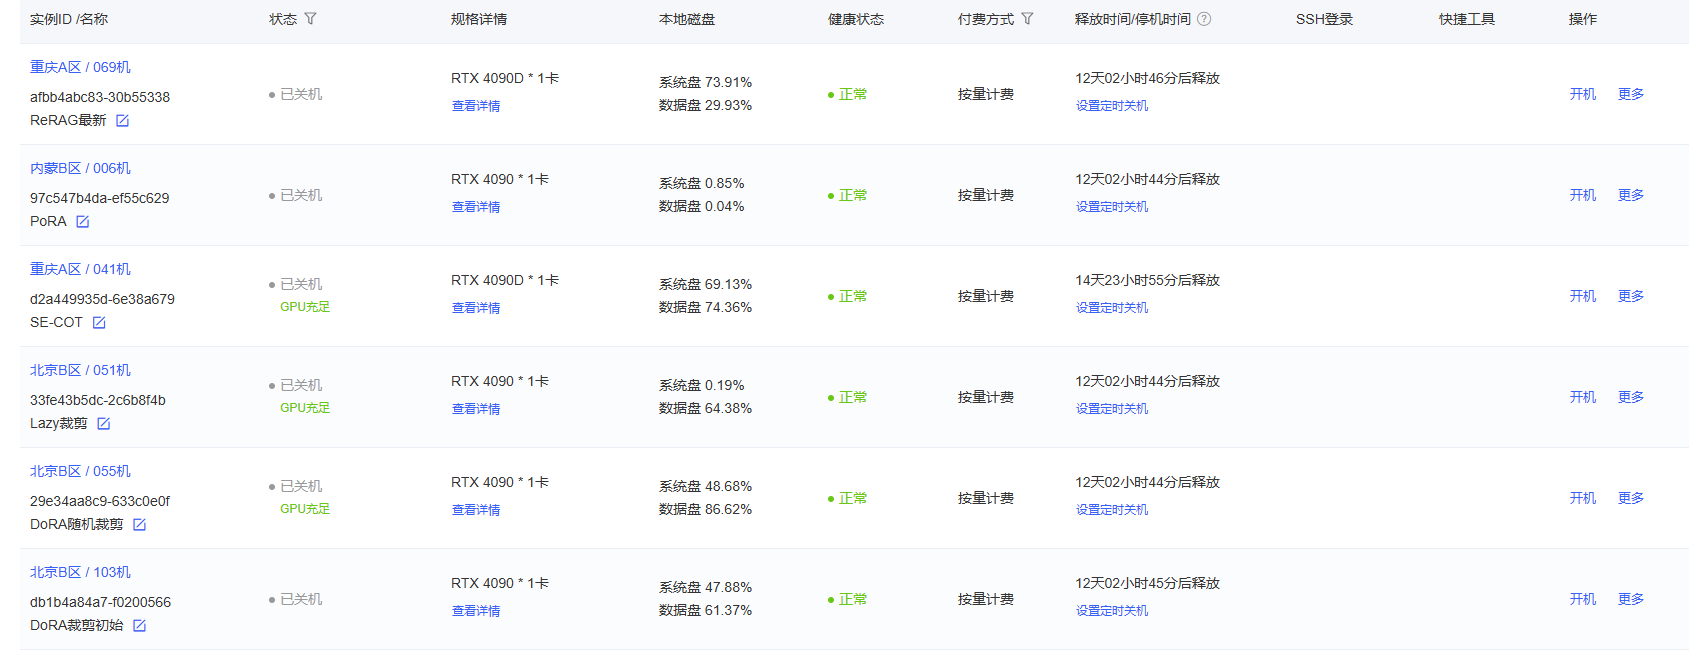 实例ID /名称 状态 规格详情 本地磁盘 健康状态 付费方式 释放时间/停机时间 ? SSH登录 快捷工具 操作
重庆A区 / 069机
afbb4abc83-30b55338
ReRAG最新
已关机
RTX 4090D * 1卡
查看详情
系统盘 73.91%
数据盘 29.93%
正常
按量计费
12天02小时46分后释放
设置定时关机
开机 更多
内蒙B区 / 006机
97c547b4da-ef55c629
PoRA
已关机
RTX 4090 * 1卡
查看详情
系统盘 0.85%
数据盘 0.04%
正常
按量计费
12天02小时44分后释放
设置定时关机
开机 更多
重庆A区 / 041机
d2a449935d-6e38a679
SE-COT
已关机
GPU充足
RTX 4090D * 1卡
查看详情
系统盘 69.13%
数据盘 74.36%
正常
按量计费
14天23小时55分后释放
设置定时关机
开机 更多
北京B区 / 051机
33fe43b5dc-2c6b8f4b
Lazy裁剪
已关机
GPU充足
RTX 4090 * 1卡
查看详情
系统盘 0.19%
数据盘 64.38%
正常
按量计费
12天02小时44分后释放
设置定时关机
开机 更多
北京B区 / 055机
29e34aa8c9-633c0e0f
DoRA随机裁剪
已关机
GPU充足
RTX 4090 * 1卡
查看详情
系统盘 48.68%
数据盘 86.62%
正常
按量计费
12天02小时44分后释放
设置定时关机
开机 更多
北京B区 / 103机
db1b4a84a7-f0200566
DoRA裁剪初始
已关机
RTX 4090 * 1卡
查看详情
系统盘 47.88%
数据盘 61.37%
正常
按量计费
12天02小时45分后释放
设置定时关机
开机 更多